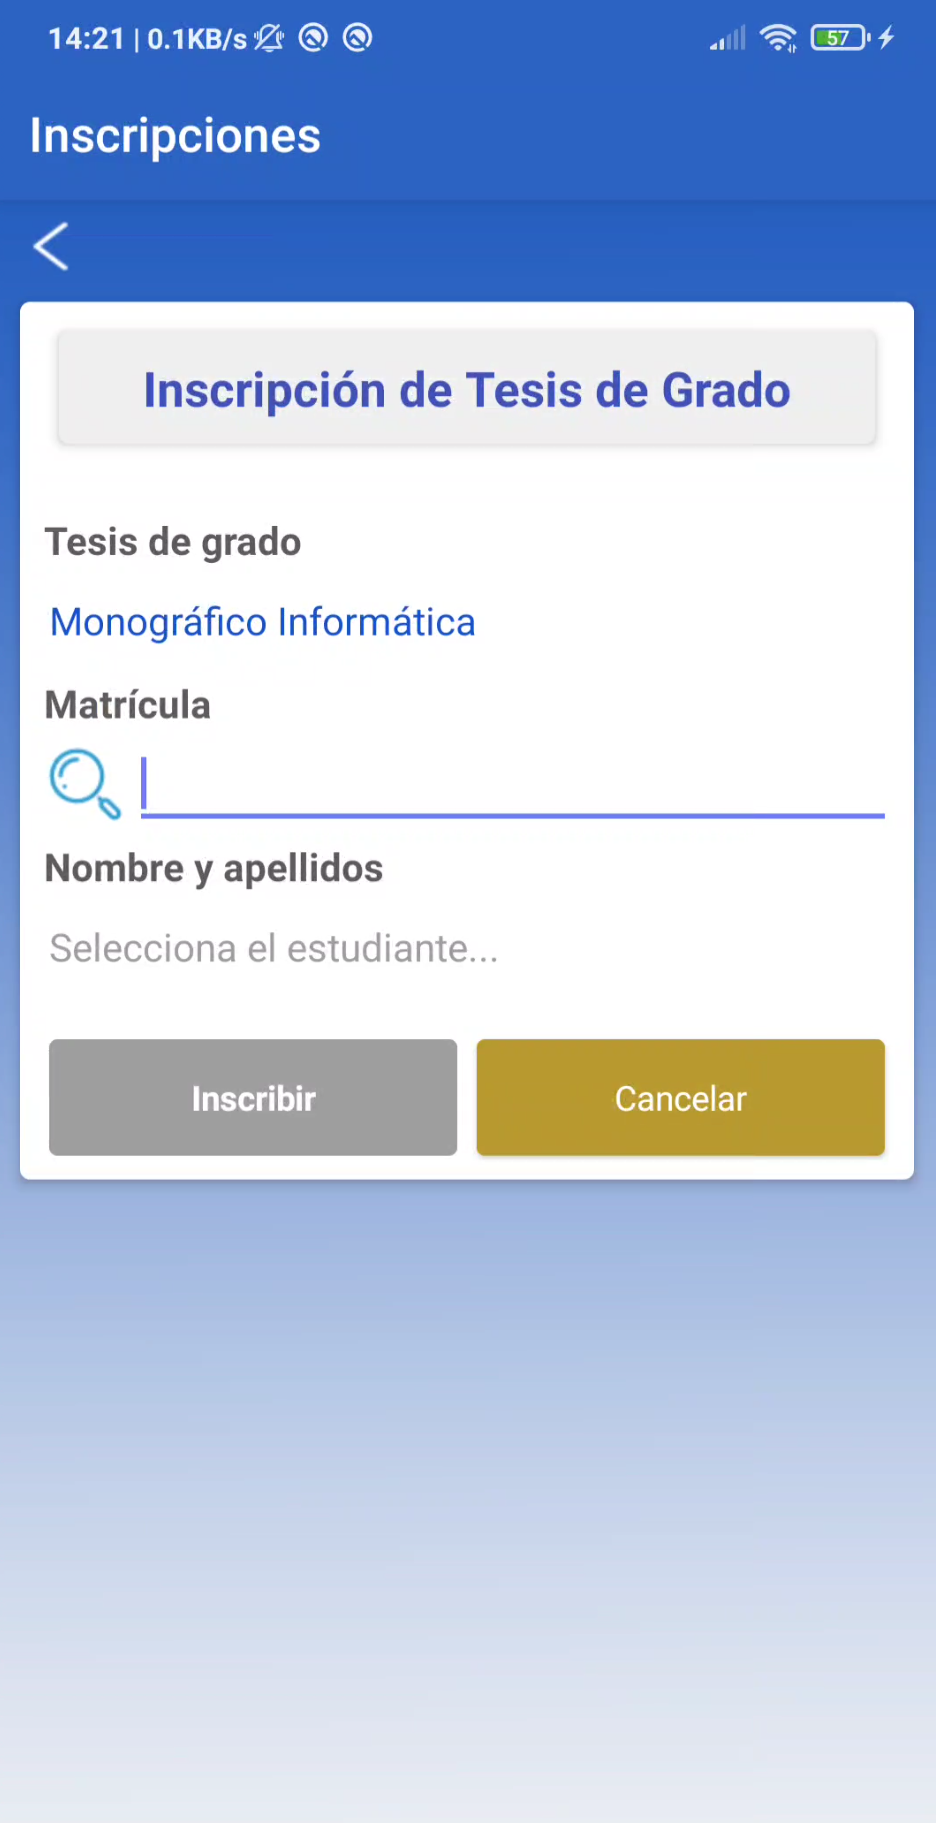 14:21 | 0.1KB/s
57
Inscripciones
Inscripción de Tesis de Grado
Tesis de grado
Monográfico Informática
Matrícula
Nombre y apellidos
Selecciona el estudiante...
Inscribir
Cancelar